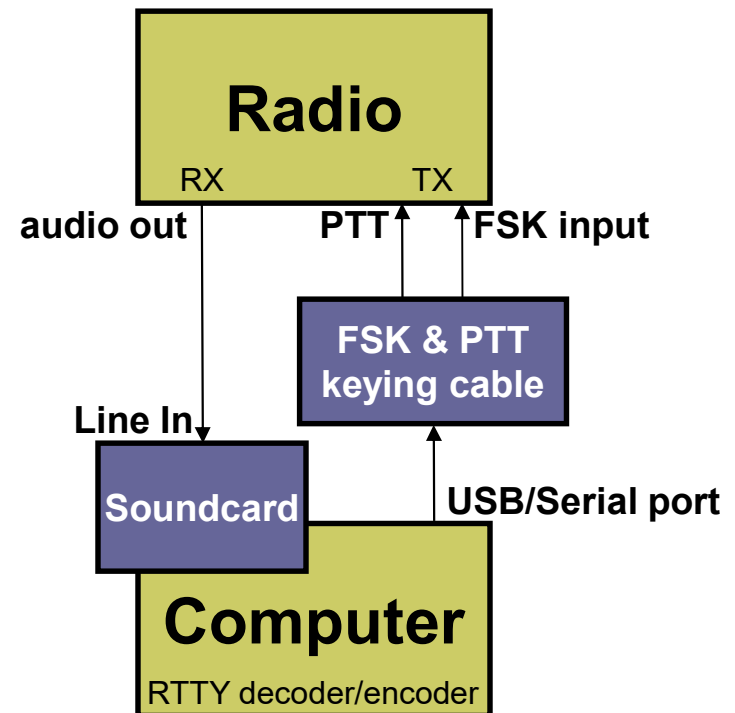 Radio
RX
TX
audio out
PTT
FSK input
FSK & PTT
keying cable
Line In
Soundcard
USB/Serial port
Computer
RTTY decoder/encoder